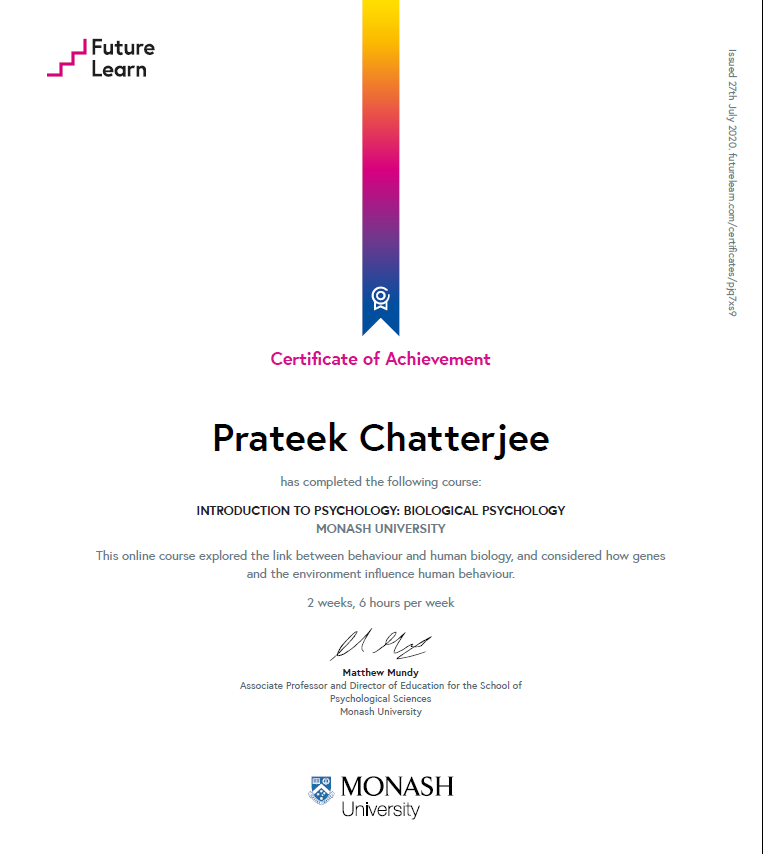 Future
Learn
Issued 27th July 2020. futurelearn.com/certificates/pjq7xs9
Certificate of Achievement
Prateek Chatterjee
has completed the following course:
INTRODUCTION TO PSYCHOLOGY: BIOLOGICAL PSYCHOLOGY
MONASH UNIVERSITY
This online course explored the link between behaviour and human biology, and considered how genes
and the environment influence human behaviour.
2 weeks, 6 hours per week
Matthew Mundy
Associate Professor and Director of Education for the School of
Psychological Sciences
Monash University
MONASH
University